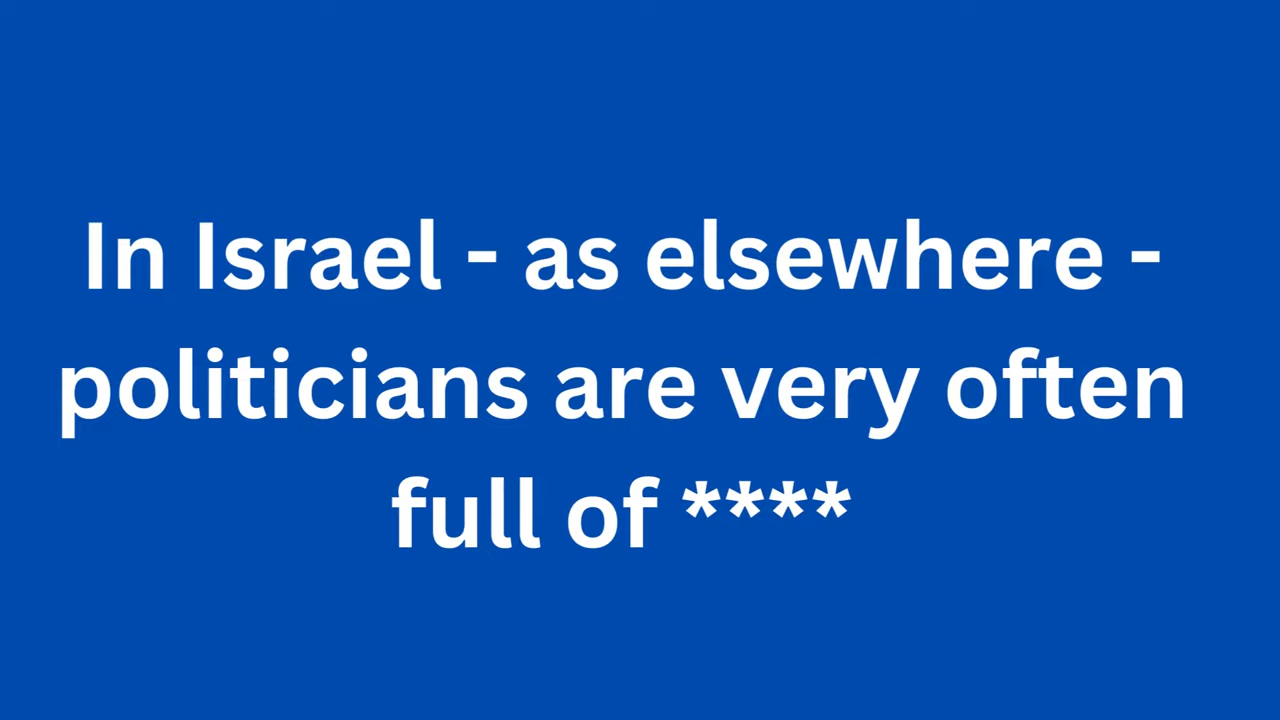 In Israel - as elsewhere -
politicians are very often
full of ****